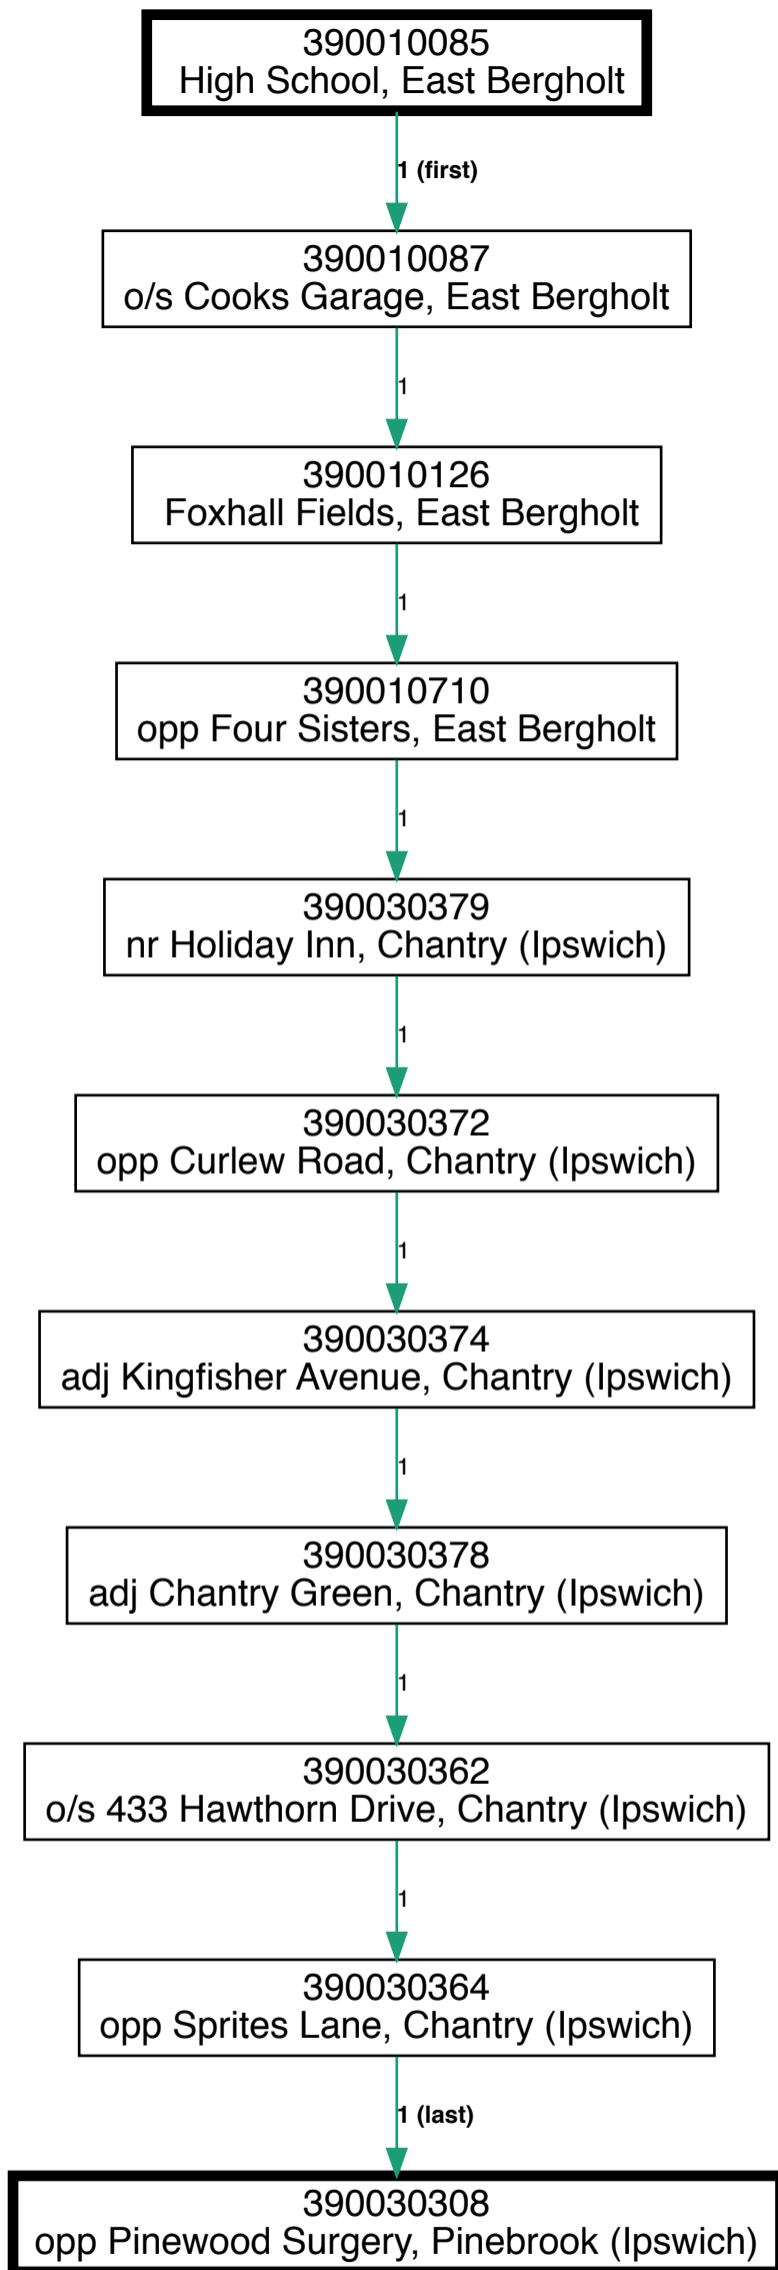 390010085
High School, East Bergholt
1 (first)
390010087
o/s Cooks Garage, East Bergholt
1
390010126
Foxhall Fields, East Bergholt
1
390010710
opp Four Sisters, East Bergholt
1
390030379
nr Holiday Inn, Chantry (Ipswich)
1
390030372
opp Curlew Road, Chantry (Ipswich)
1
390030374
adj Kingfisher Avenue, Chantry (Ipswich)
1
390030378
adj Chantry Green, Chantry (Ipswich)
1
390030362
o/s 433 Hawthorn Drive, Chantry (Ipswich)
1
390030364
opp Sprites Lane, Chantry (Ipswich)
1 (last)
390030308
opp Pinewood Surgery, Pinebrook (Ipswich)